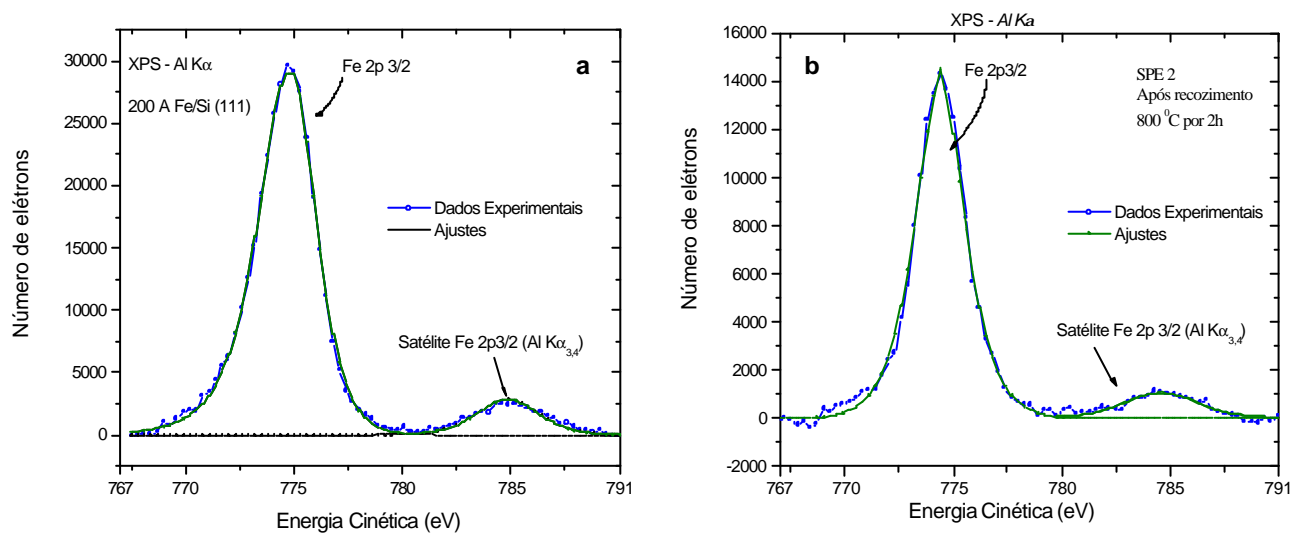 XPS - Al Kα
200 A Fe/Si (111)
Fe 2p 3/2
a
Dados Experimentais
Ajustes
Satélite Fe 2p3/2 (Al Kα3,4)
Número de elétrons
30000
25000
20000
15000
10000
5000
0
767 770 775 780 785 791
Energia Cinética (eV)
XPS - Al Ka
b
Fe 2p3/2
SPE 2
Após recozimento
800 ⁰C por 2h
Dados Experimentais
Ajustes
Satélite Fe 2p 3/2 (Al Kα3,4)
Número de elétrons
16000
14000
12000
10000
8000
6000
4000
2000
0
-2000
767 770 775 780 785 791
Energia Cinética (eV)